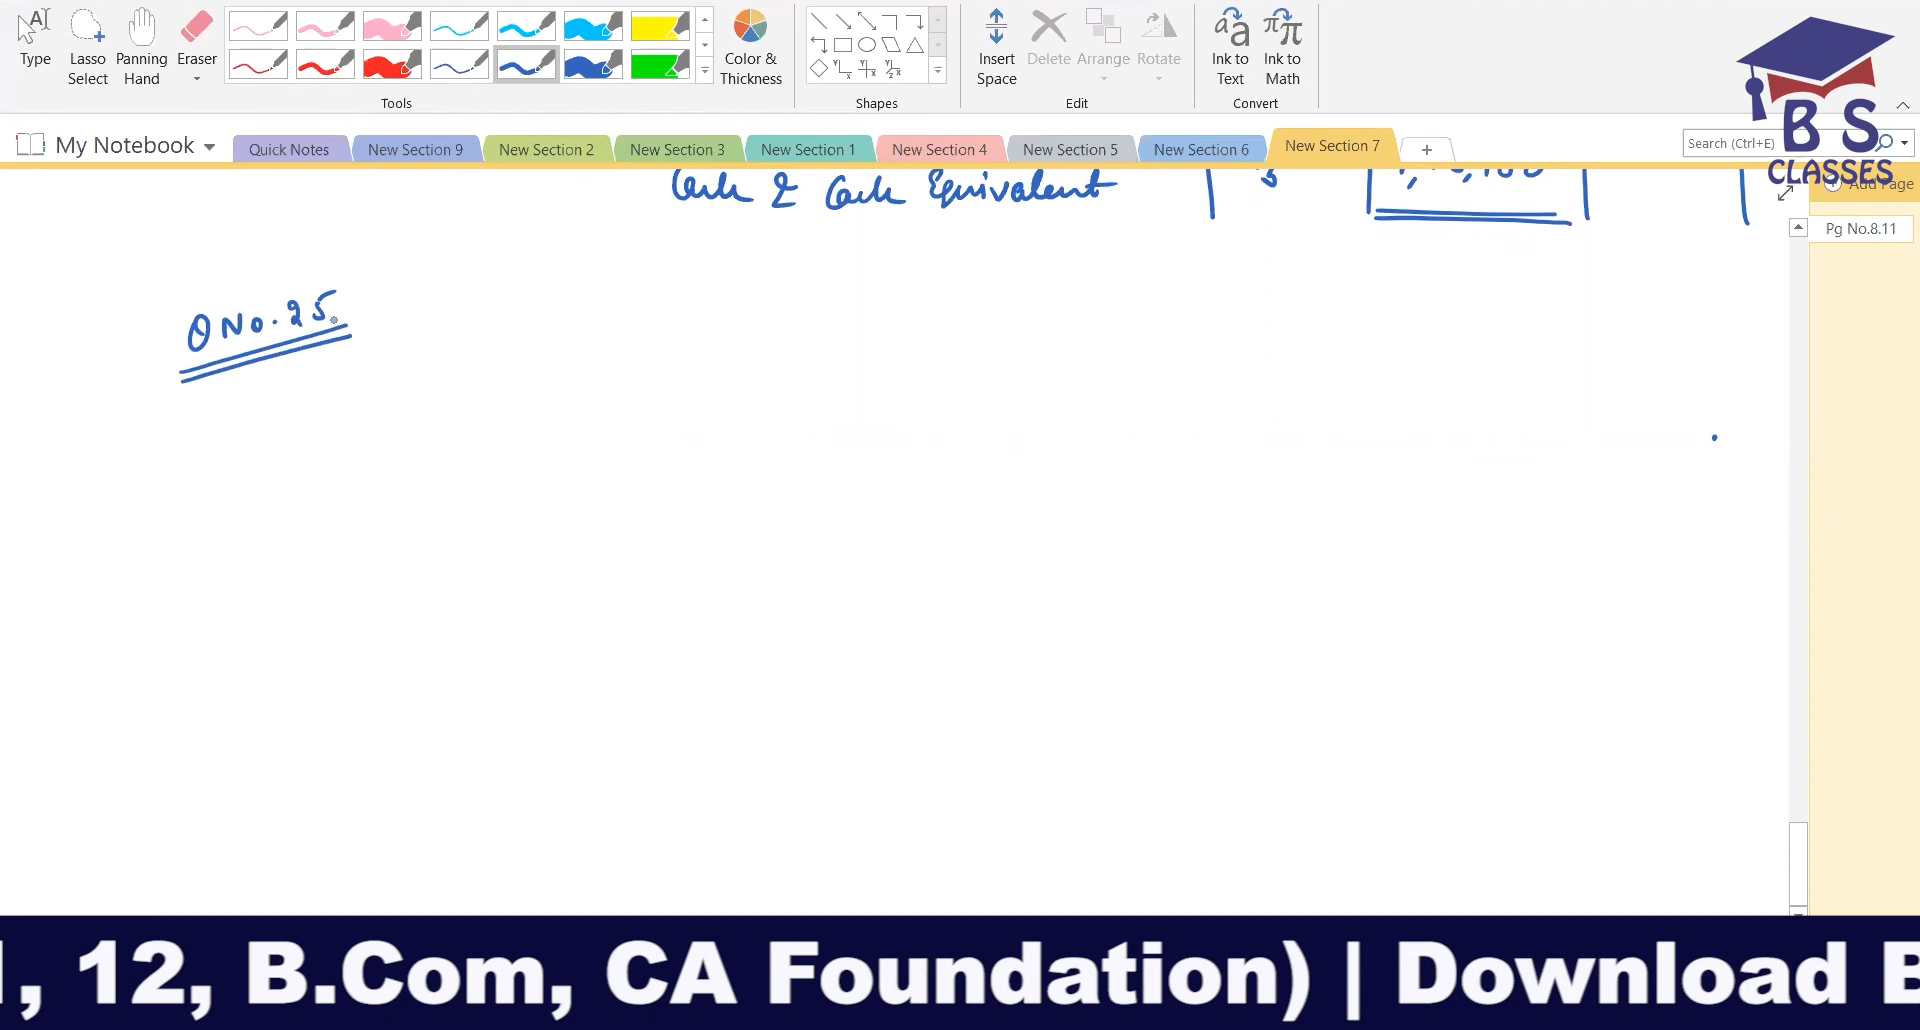 Type
Lasso Select
Panning Hand
Eraser
Color & Thickness
Insert Space
Delete
Arrange
Rotate
Ink to Text
Ink to Math
Tools
Shapes
Edit
Convert
My Notebook
Quick Notes
New Section 9
New Section 2
New Section 3
New Section 1
New Section 4
New Section 5
New Section 6
New Section 7
Search (Ctrl+E)
B S
CLASSES
Add Page
Pg No.8.11
Cash & Cash Equivalent
Q No. 25
, 12, B.Com, CA Foundation) | Download